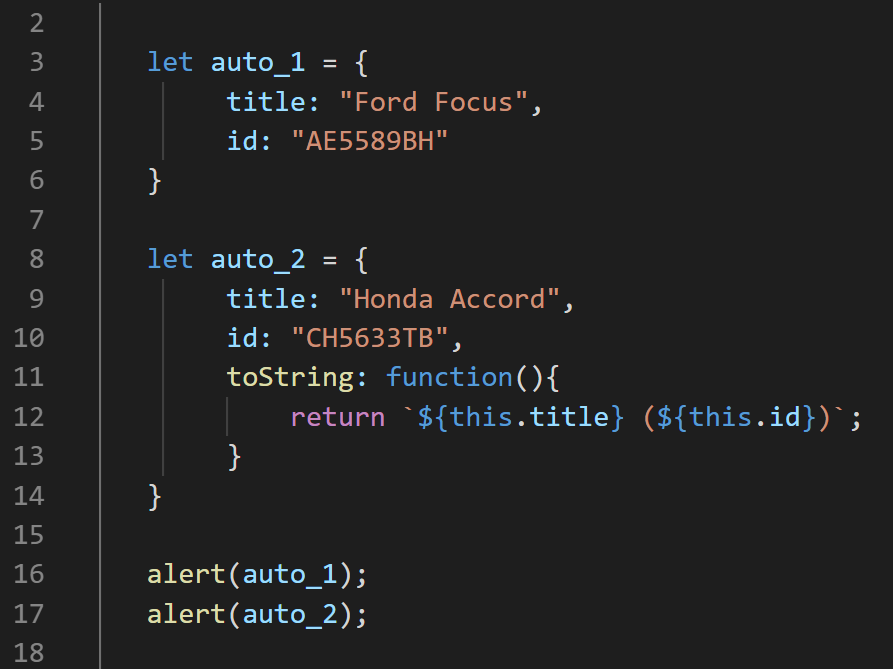 2
3 let auto_1 = {
4 title: "Ford Focus",
5 id: "AE5589BH"
6 }
7
8 let auto_2 = {
9 title: "Honda Accord",
10 id: "CH5633TB",
11 toString: function(){
12 return `${this.title} (${this.id})`;
13 }
14 }
15
16 alert(auto_1);
17 alert(auto_2);
18